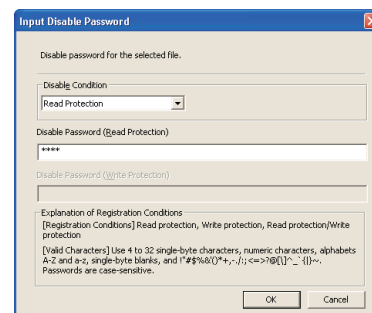 Input Disable Password
Disable password for the selected file.
Disable Condition
Read Protection
Disable Password (Read Protection)
****
Disable Password (Write Protection)
Explanation of Registration Conditions
[Registration Conditions] Read protection, Write protection, Read protection/Write
protection
[Valid Characters] Use 4 to 32 single-byte characters, numeric characters, alphabets
A-Z and a-z, single-byte blanks, and !"#$%&'()*+,-./:;<=>?@[\]^_`{|}~.
Passwords are case-sensitive.
OK Cancel